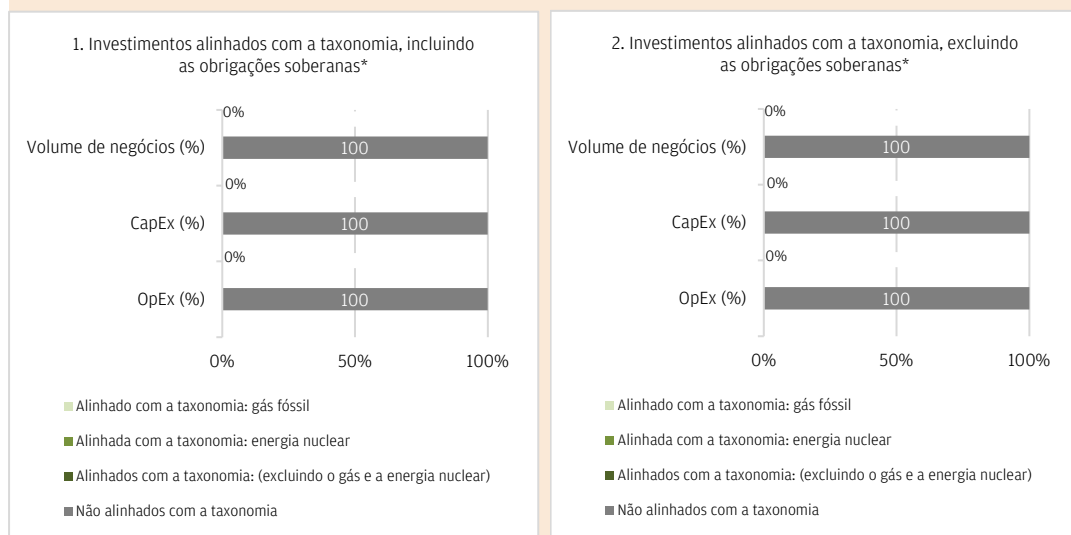 1. Investimentos alinhados com a taxonomia, incluindo
as obrigações soberanas*
0%
Volume de negócios (%)
100
0%
CapEx (%)
100
0%
OpEx (%)
100
0% 50% 100%
Alinhado com a taxonomia: gás fóssil
Alinhada com a taxonomia: energia nuclear
Alinhados com a taxonomia: (excluindo o gás e a energia nuclear)
Não alinhados com a taxonomia
2. Investimentos alinhados com a taxonomia, excluindo
as obrigações soberanas*
0%
Volume de negócios (%)
100
0%
CapEx (%)
100
0%
OpEx (%)
100
0% 50% 100%
Alinhado com a taxonomia: gás fóssil
Alinhada com a taxonomia: energia nuclear
Alinhados com a taxonomia: (excluindo o gás e a energia nuclear)
Não alinhados com a taxonomia